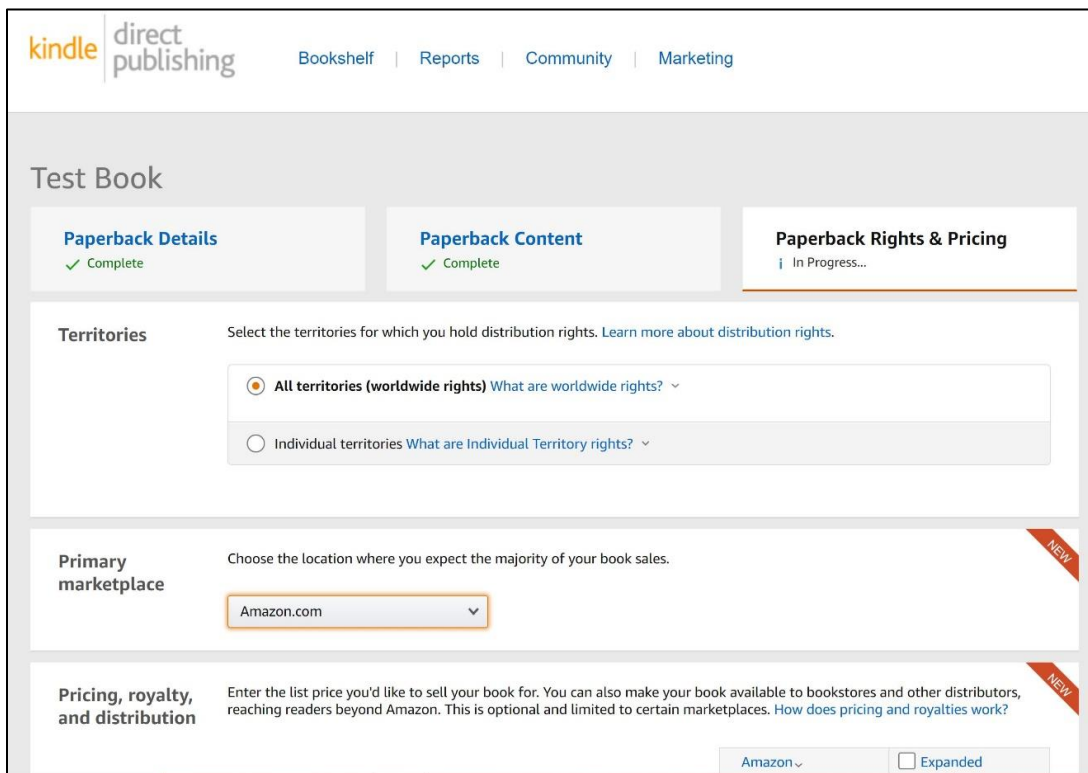 kindle direct publishing
Bookshelf | Reports | Community | Marketing
Test Book
Paperback Details
Complete
Paperback Content
Complete
Paperback Rights & Pricing
i In Progress...
Territories
Select the territories for which you hold distribution rights. Learn more about distribution rights.
All territories (worldwide rights) What are worldwide rights?
Individual territories What are Individual Territory rights?
Primary
marketplace
Choose the location where you expect the majority of your book sales.
NEW
Amazon.com
Pricing, royalty,
and distribution
Enter the list price you'd like to sell your book for. You can also make your book available to bookstores and other distributors,
reaching readers beyond Amazon. This is optional and limited to certain marketplaces. How does pricing and royalties work?
NEW
Amazon
Expanded